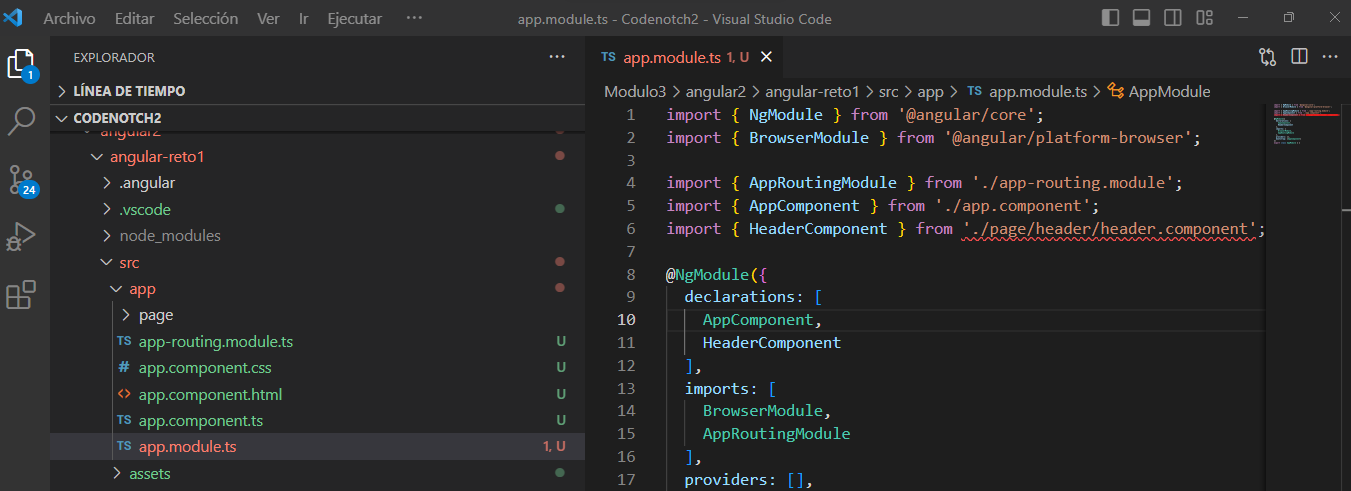 Archivo Editar Selección Ver Ir Ejecutar ··· app.module.ts - Codenotch2 - Visual Studio Code
EXPLORADOR ···
LÍNEA DE TIEMPO
CODENOTCH2
angular2
angular-reto1
.angular
.vscode
node_modules
src
app
page
TS app-routing.module.ts U
# app.component.css U
<> app.component.html U
TS app.component.ts U
TS app.module.ts 1, U
assets
1
24
TS app.module.ts 1, U ×
Modulo3 > angular2 > angular-reto1 > src > app > TS app.module.ts > AppModule
1 import { NgModule } from '@angular/core';
2 import { BrowserModule } from '@angular/platform-browser';
3
4 import { AppRoutingModule } from './app-routing.module';
5 import { AppComponent } from './app.component';
6 import { HeaderComponent } from './page/header/header.component';
7
8 @NgModule({
9 declarations: [
10 AppComponent,
11 HeaderComponent
12 ],
13 imports: [
14 BrowserModule,
15 AppRoutingModule
16 ],
17 providers: [],